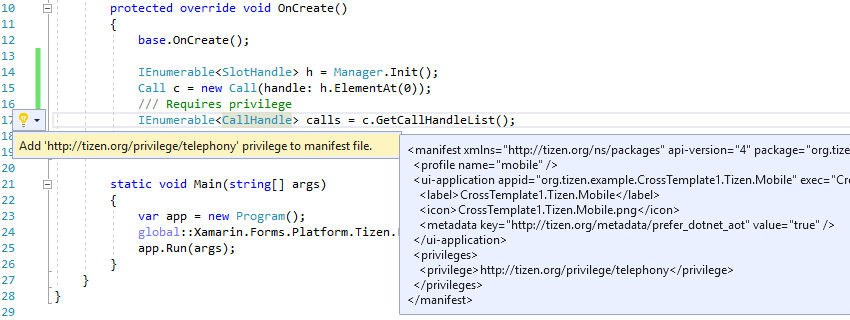 10 protected override void OnCreate()
11 {
12 base.OnCreate();
13
14 IEnumerable<SlotHandle> h = Manager.Init();
15 Call c = new Call(handle: h.ElementAt(0));
16 /// Requires privilege
17 IEnumerable<CallHandle> calls = c.GetCallHandleList();
18
Add 'http://tizen.org/privilege/telephony' privilege to manifest file.
20
21 static void Main(string[] args)
22 {
23 var app = new Program();
24 global::Xamarin.Forms.Platform.Tizen.
25 app.Run(args);
26 }
27 }
28 }
29
<manifest xmlns="http://tizen.org/ns/packages" api-version="4" package="org.tize
<profile name="mobile" />
<ui-application appid="org.tizen.example.CrossTemplate1.Tizen.Mobile" exec="Cro
<label>CrossTemplate1.Tizen.Mobile</label>
<icon>CrossTemplate1.Tizen.Mobile.png</icon>
<metadata key="http://tizen.org/metadata/prefer_dotnet_aot" value="true" />
</ui-application>
<privileges>
<privilege>http://tizen.org/privilege/telephony</privilege>
</privileges>
</manifest>